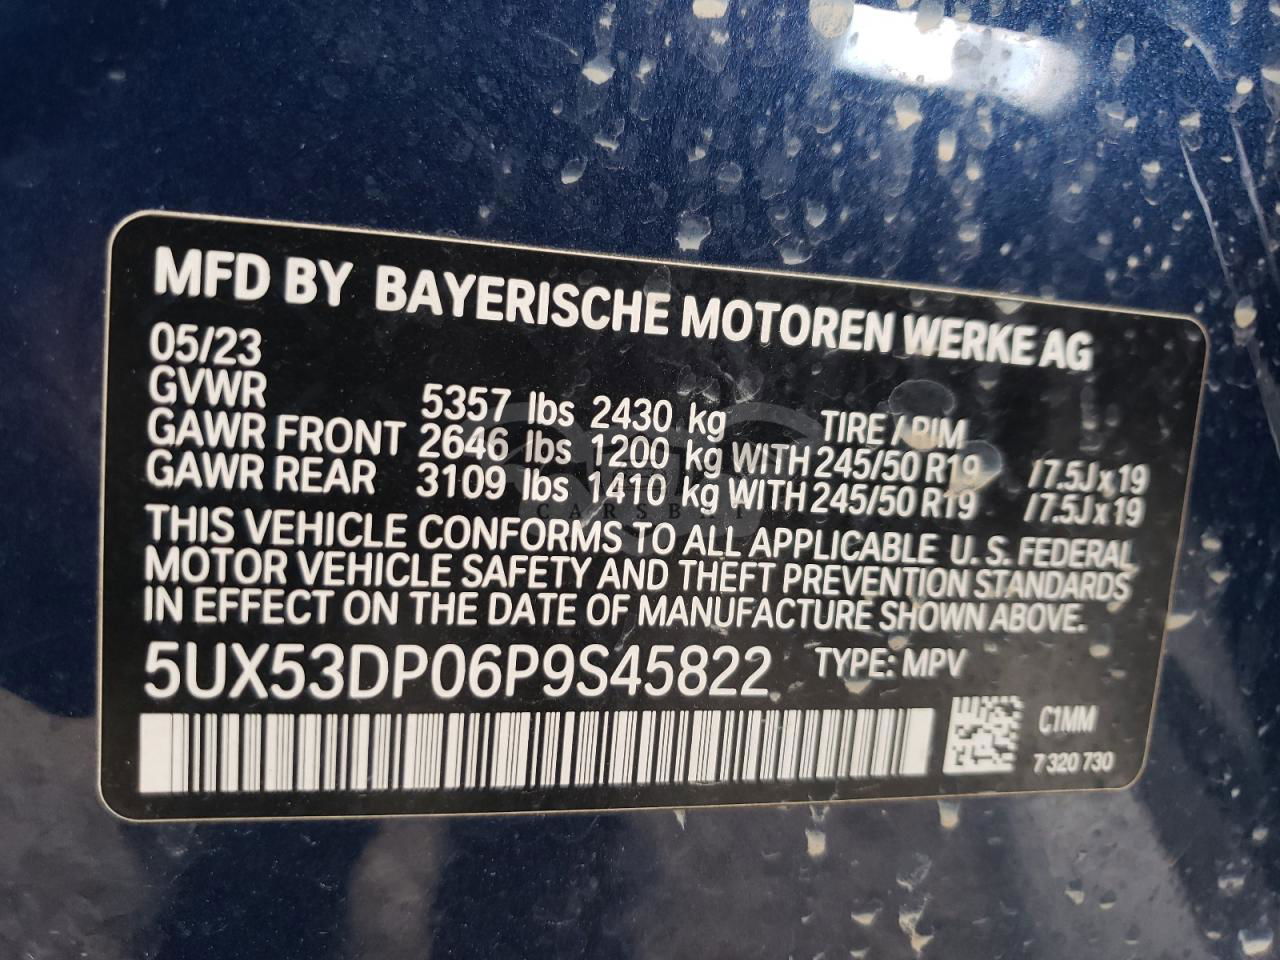 MFD BY BAYERISCHE MOTOREN WERKE AG
05/23
GVWR 5357 lbs 2430 kg TIRE / RIM
GAWR FRONT 2646 lbs 1200 kg WITH 245/50 R19 /7.5J x 19
GAWR REAR 3109 lbs 1410 kg WITH 245/50 R19 /7.5J x 19
THIS VEHICLE CONFORMS TO ALL APPLICABLE U. S. FEDERAL
MOTOR VEHICLE SAFETY AND THEFT PREVENTION STANDARDS
IN EFFECT ON THE DATE OF MANUFACTURE SHOWN ABOVE.
5UX53DP06P9S45822 TYPE: MPV
C1MM
7 320 730